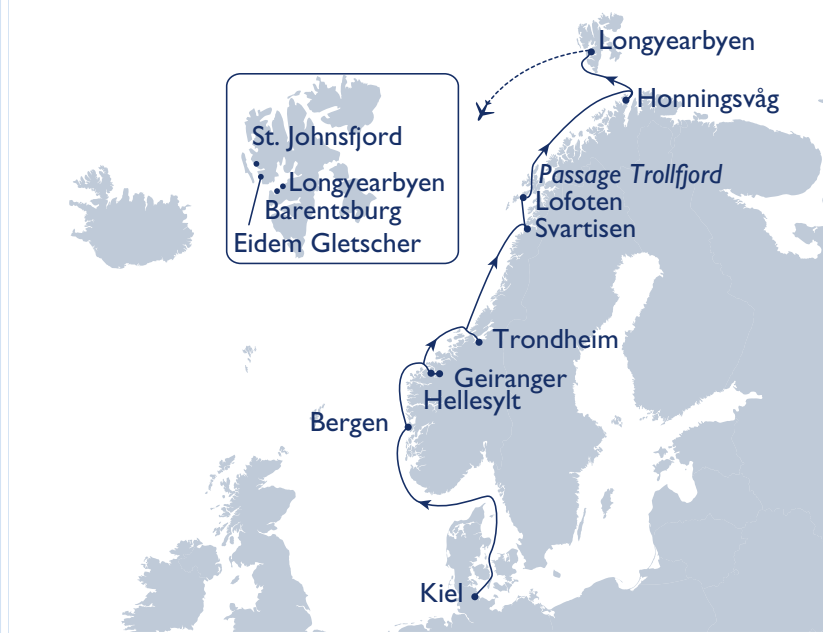 Longyearbyen
Honningsvåg
St. Johnsfjord
Longyearbyen
Barentsburg
Eidem Gletscher
Passage Trollfjord
Lofoten
Svartisen
Trondheim
Geiranger
Hellesylt
Bergen
Kiel